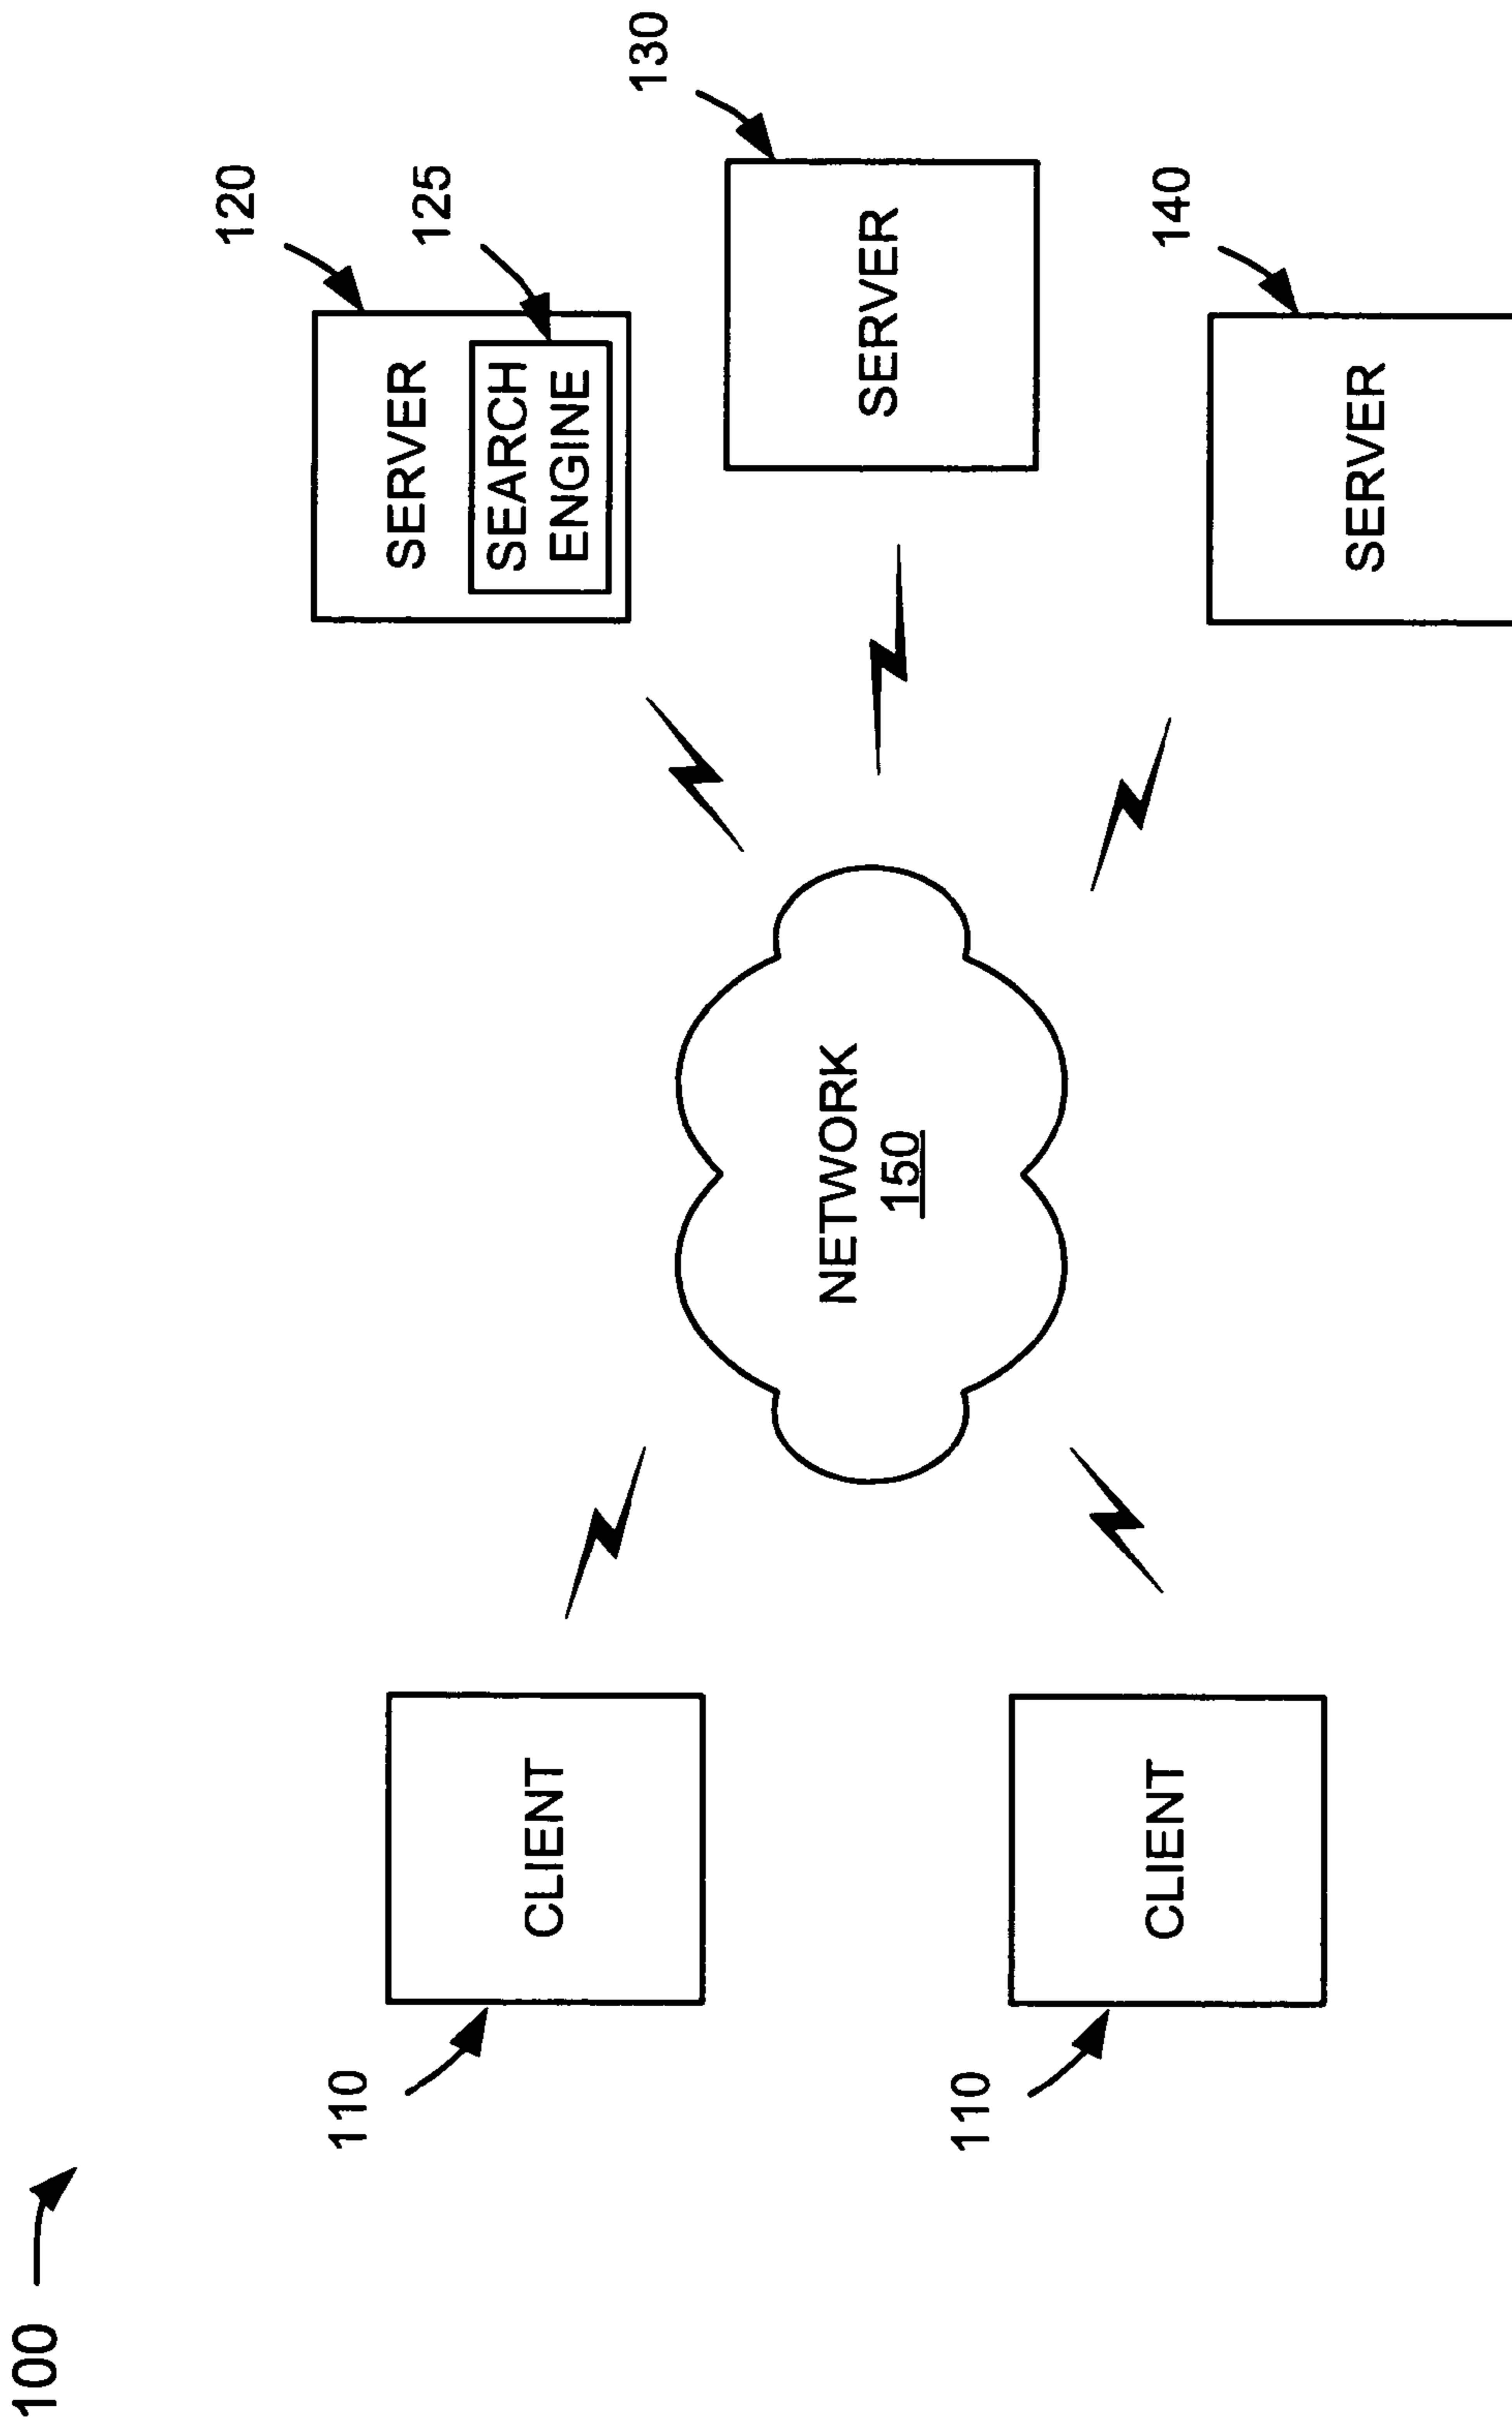 100
110
CLIENT
110
CLIENT
NETWORK
150
120
SERVER
125
SEARCH
ENGINE
130
SERVER
140
SERVER